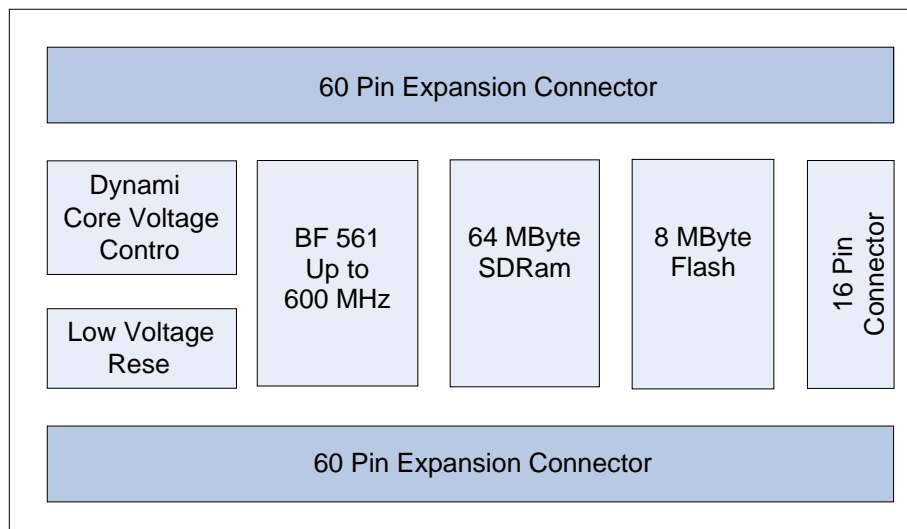 60 Pin Expansion Connector
Dynami
Core Voltage
Contro
Low Voltage
Rese
BF 561
Up to
600 MHz
64 MByte
SDRam
8 MByte
Flash
16 Pin
Connector
60 Pin Expansion Connector